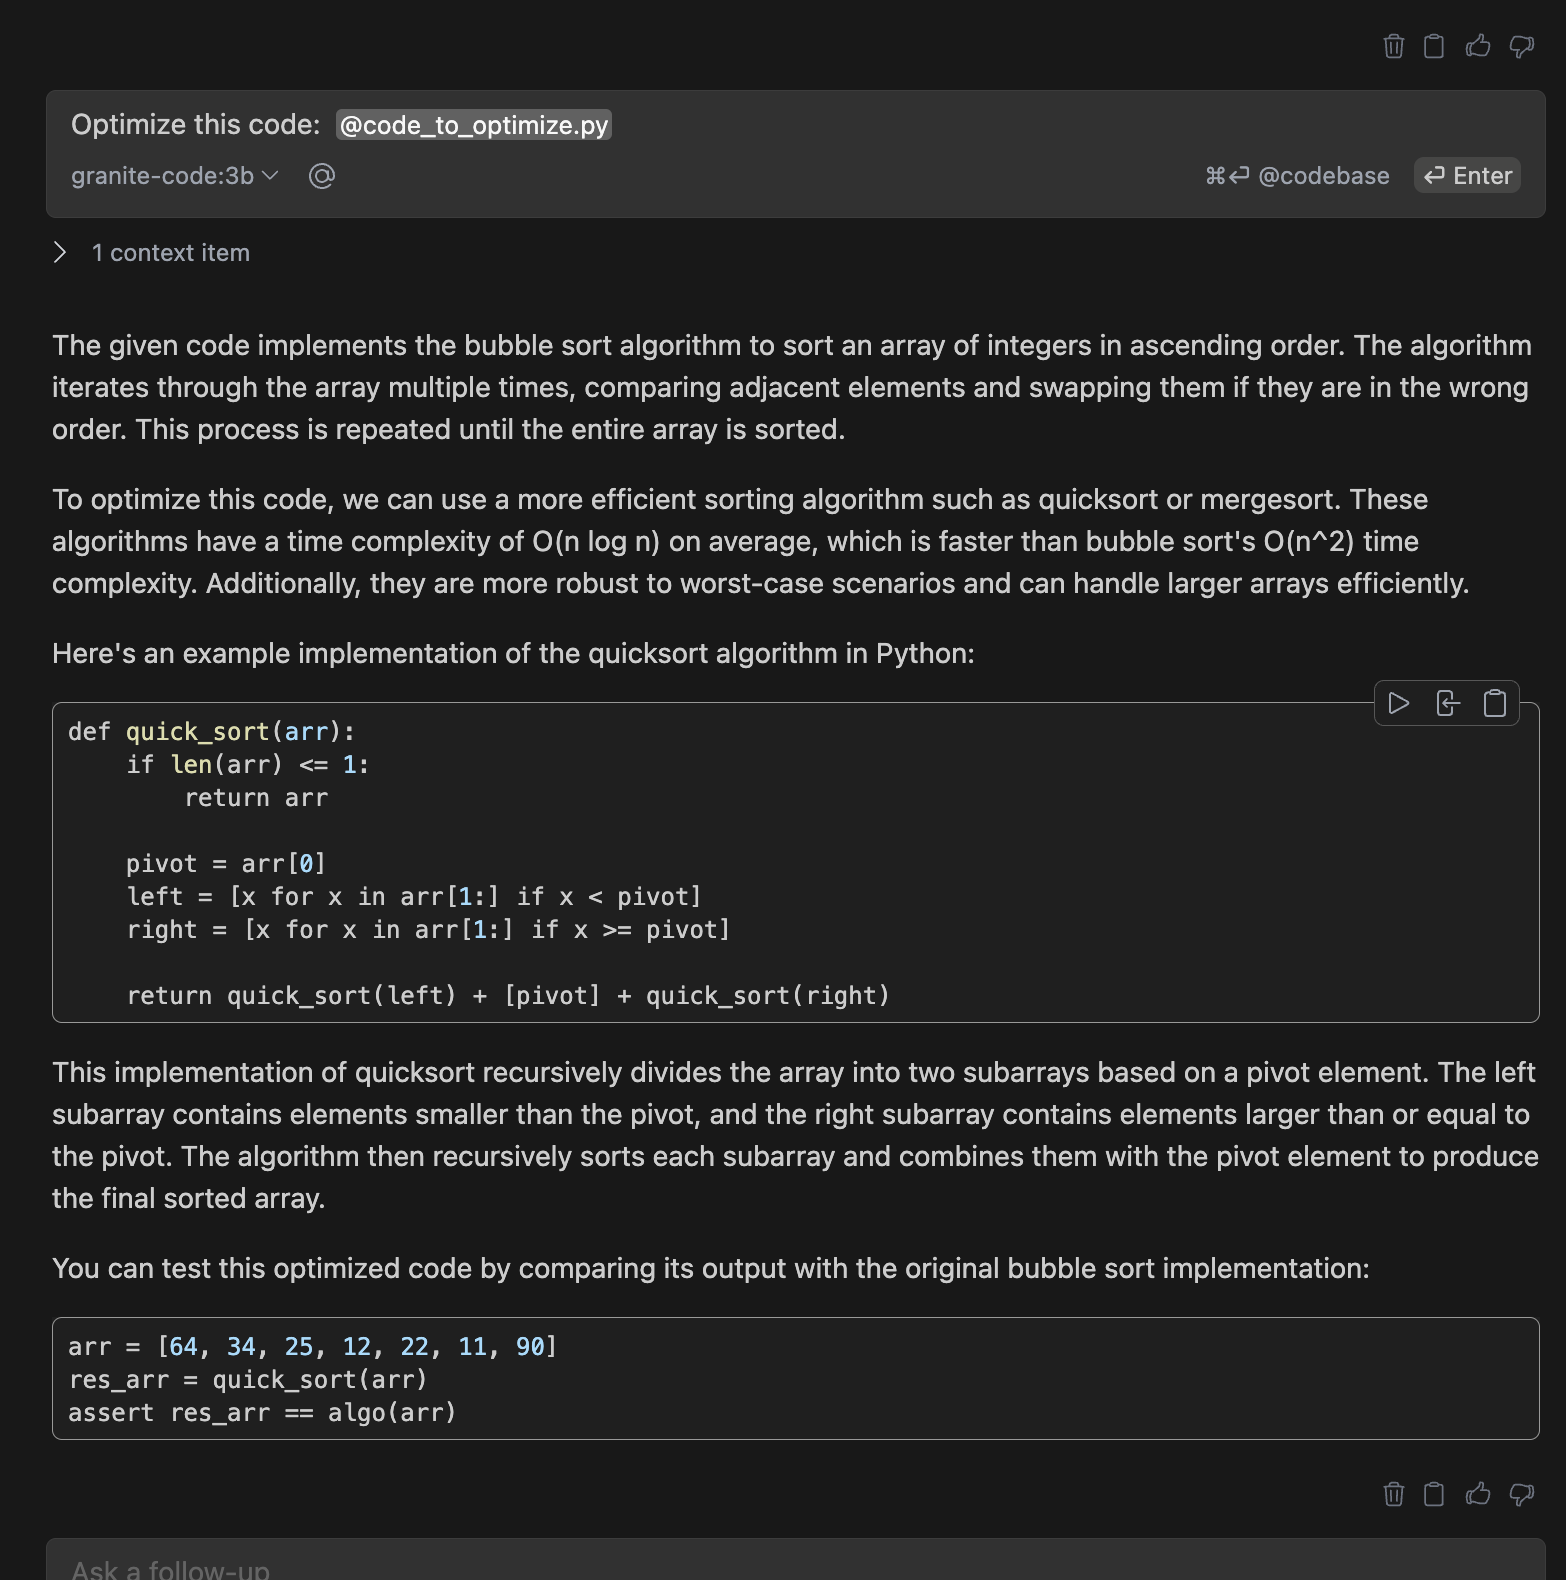 Optimize this code: @code_to_optimize.py
granite-code:3b @ ⌘⏎ @codebase ⏎ Enter
1 context item
The given code implements the bubble sort algorithm to sort an array of integers in ascending order. The algorithm
iterates through the array multiple times, comparing adjacent elements and swapping them if they are in the wrong
order. This process is repeated until the entire array is sorted.
To optimize this code, we can use a more efficient sorting algorithm such as quicksort or mergesort. These
algorithms have a time complexity of O(n log n) on average, which is faster than bubble sort's O(n^2) time
complexity. Additionally, they are more robust to worst-case scenarios and can handle larger arrays efficiently.
Here's an example implementation of the quicksort algorithm in Python:
def quick_sort(arr):
    if len(arr) <= 1:
        return arr
    pivot = arr[0]
    left = [x for x in arr[1:] if x < pivot]
    right = [x for x in arr[1:] if x >= pivot]
    return quick_sort(left) + [pivot] + quick_sort(right)
This implementation of quicksort recursively divides the array into two subarrays based on a pivot element. The left
subarray contains elements smaller than the pivot, and the right subarray contains elements larger than or equal to
the pivot. The algorithm then recursively sorts each subarray and combines them with the pivot element to produce
the final sorted array.
You can test this optimized code by comparing its output with the original bubble sort implementation:
arr = [64, 34, 25, 12, 22, 11, 90]
res_arr = quick_sort(arr)
assert res_arr == algo(arr)
Ask a follow-up